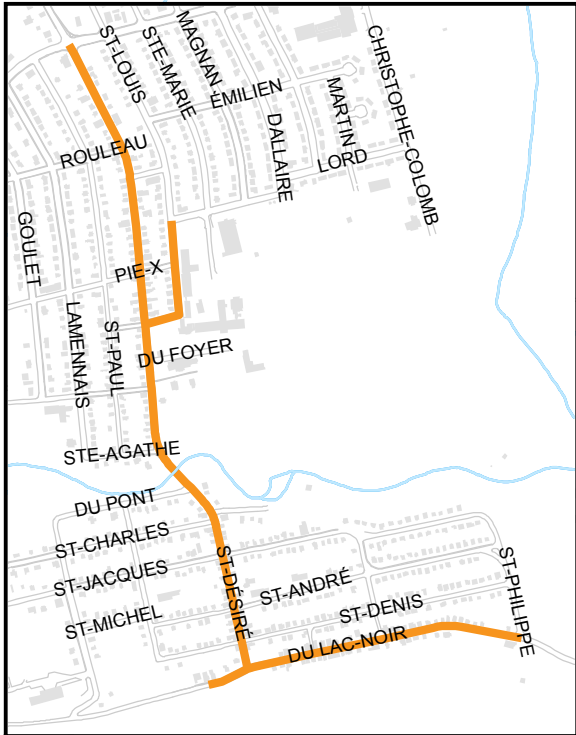 ST-LOUIS
STE-MARIE
MAGNAN
CHRISTOPHE-COLOMB
ÉMILIEN
MARTIN
DALLAIRE
ROULEAU
LORD
GOULET
PIE-X
LAMENNAIS
ST-PAUL
DU FOYER
STE-AGATHE
DU PONT
ST-CHARLES
ST-JACQUES
ST-DÉSIRÉ
ST-ANDRÉ
ST-PHILIPPE
ST-MICHEL
ST-DENIS
DU LAC-NOIR